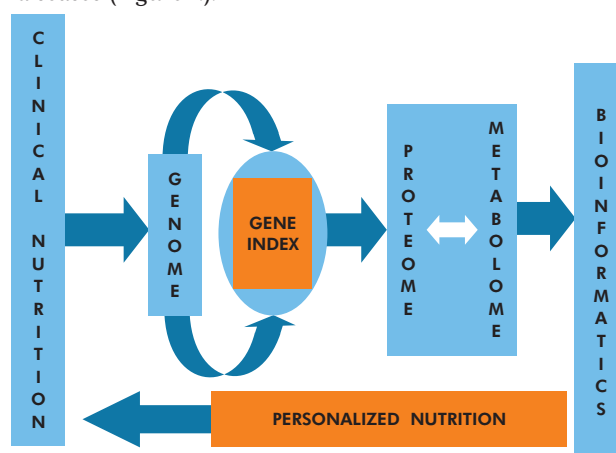 CLINICAL NUTRITION
GENOME
GENE
INDEX
PROTEOME
METABOLOME
BIOINFORMATICS
PERSONALIZED NUTRITION